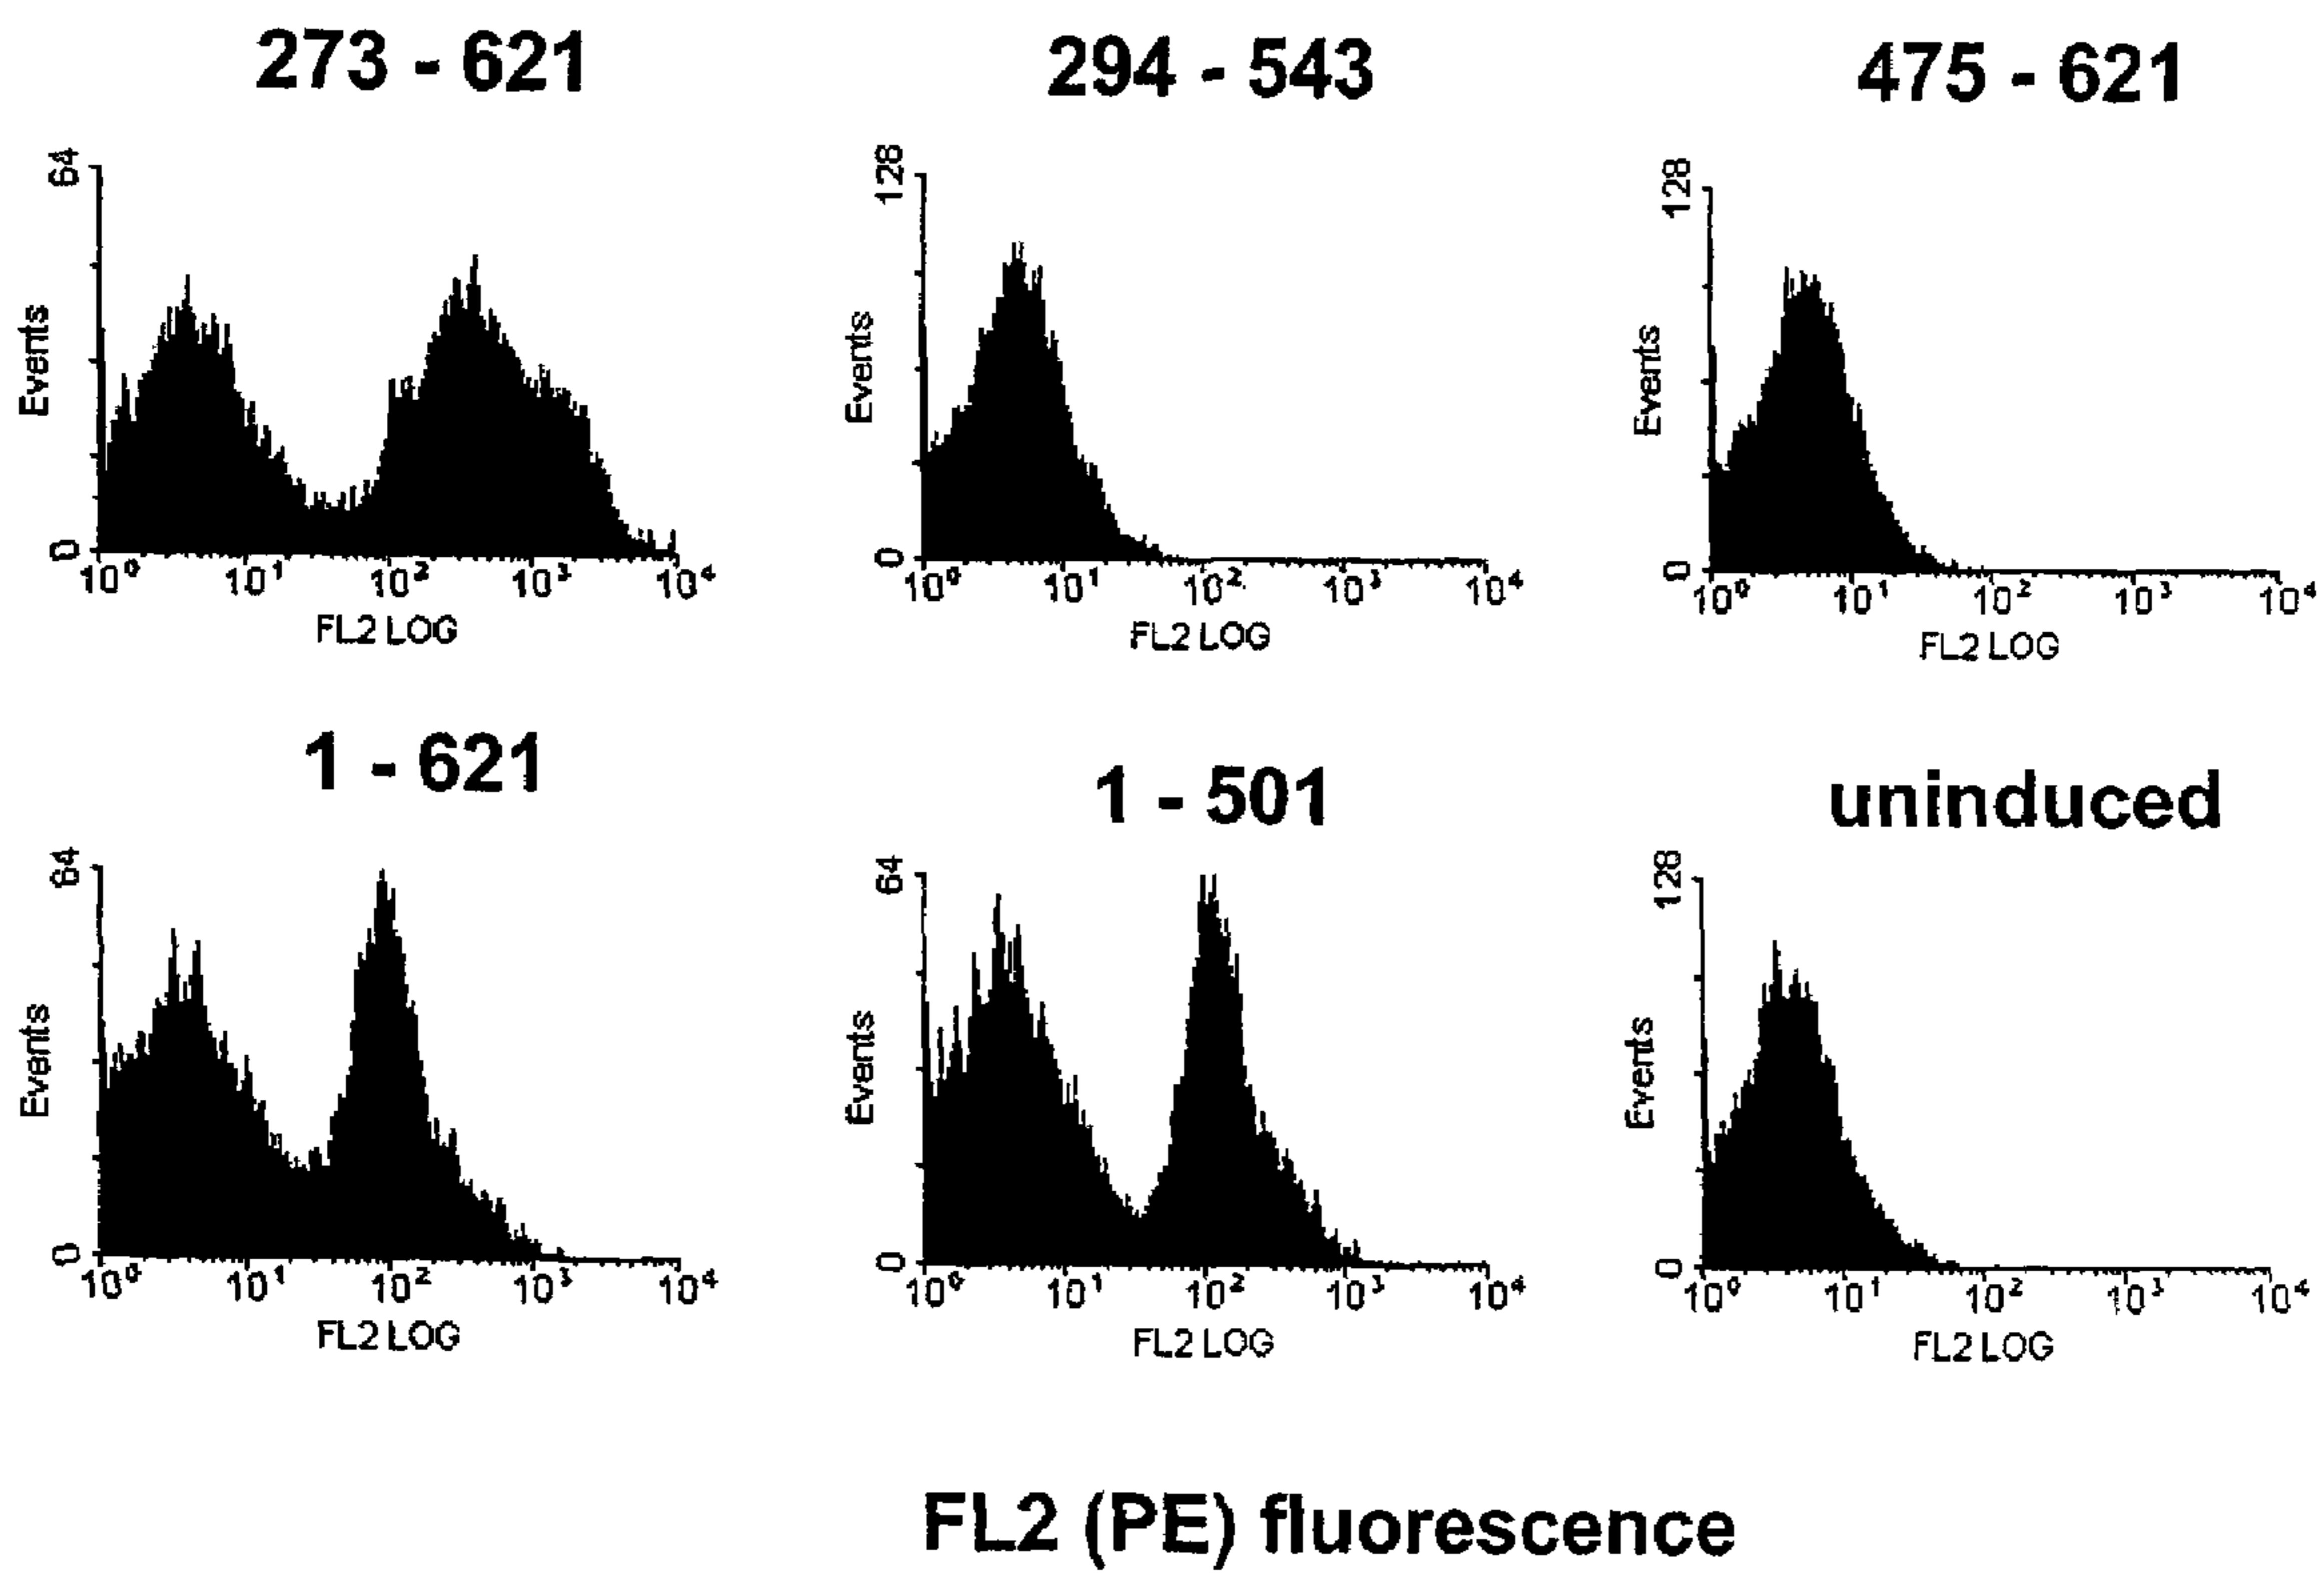 273 - 621
294 - 543
475 - 621
64
Events
0
10⁰ 10¹ 10² 10³ 10⁴
FL2 LOG
128
Events
0
10⁰ 10¹ 10² 10³ 10⁴
FL2 LOG
128
Events
0
10⁰ 10¹ 10² 10³ 10⁴
FL2 LOG
1 - 621
1 - 501
uninduced
64
Events
0
10⁰ 10¹ 10² 10³ 10⁴
FL2 LOG
64
Events
0
10⁰ 10¹ 10² 10³ 10⁴
FL2 LOG
128
Events
0
10⁰ 10¹ 10² 10³ 10⁴
FL2 LOG
FL2 (PE) fluorescence